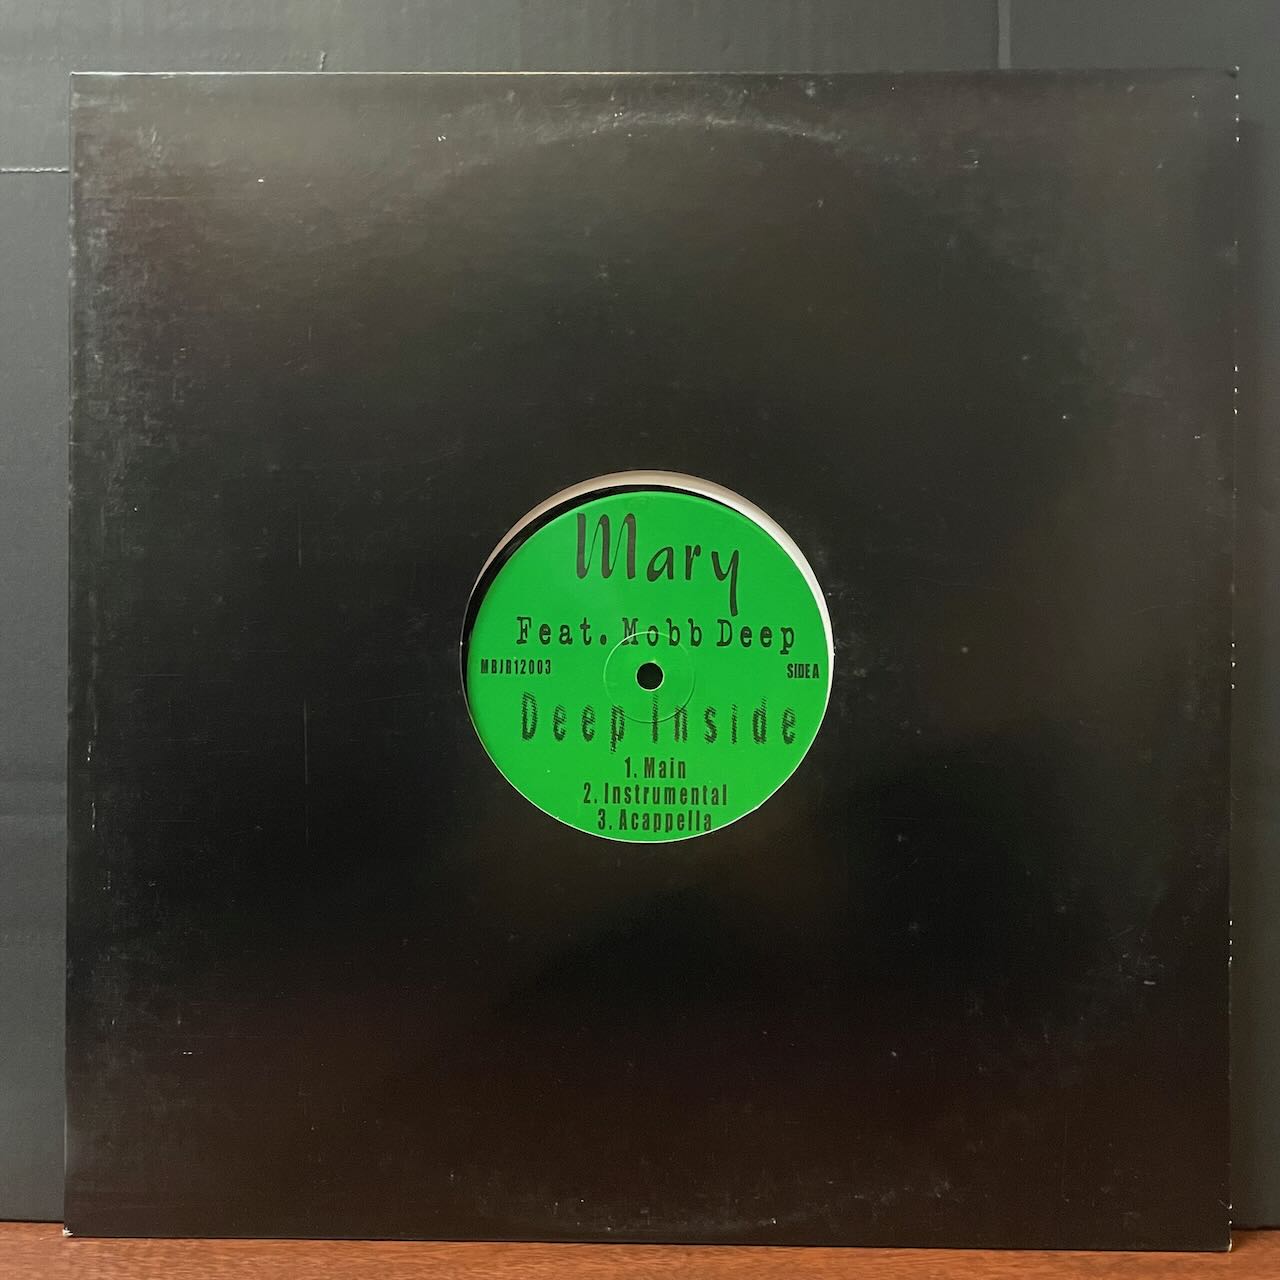 Mary
Feat. Mobb Deep
MBJR12003
SIDE A
Deep Inside
1. Main
2. Instrumental
3. Acappella